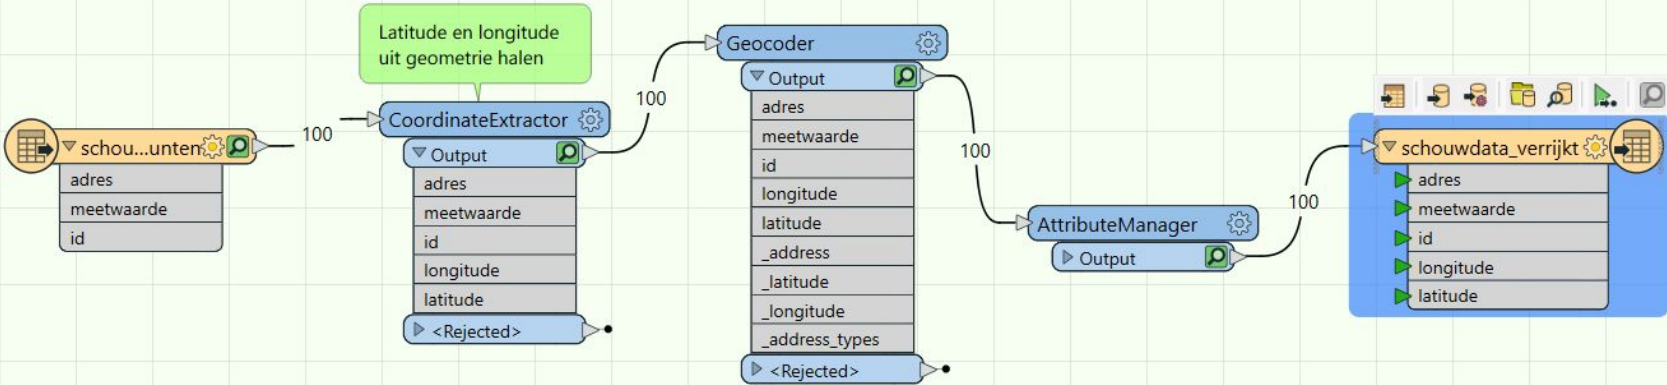 schou...unten
adres
meetwaarde
id
100
Latitude en longitude
uit geometrie halen
CoordinateExtractor
Output
adres
meetwaarde
id
longitude
latitude
<Rejected>
100
Geocoder
Output
adres
meetwaarde
id
longitude
latitude
_address
_latitude
_longitude
_address_types
<Rejected>
100
AttributeManager
Output
100
schouwdata_verrijkt
adres
meetwaarde
id
longitude
latitude